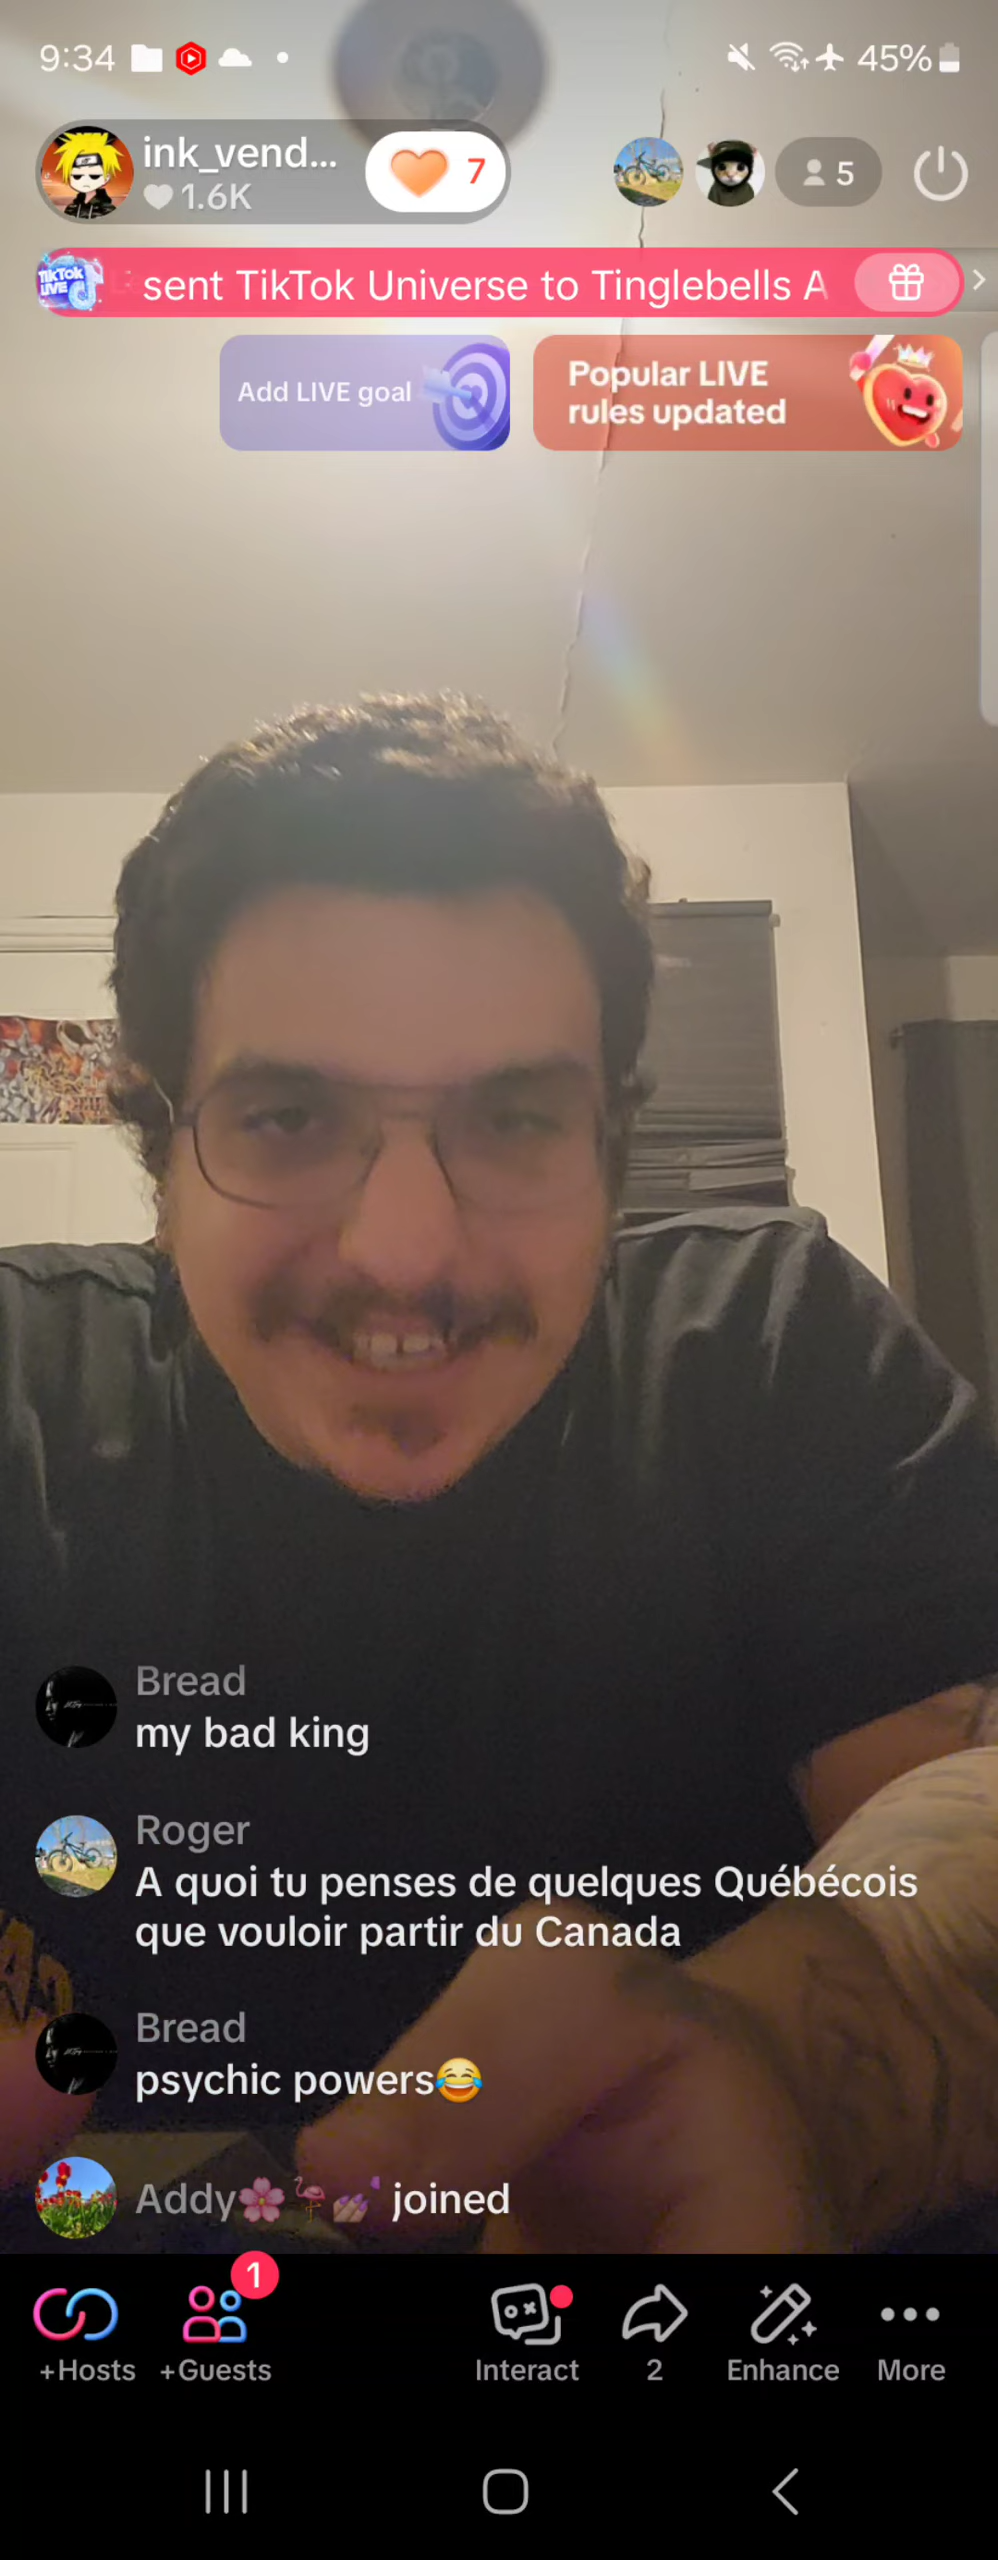 9:34
45%
ink_vend...
1.6K
7
5
TikTok
LIVE
sent TikTok Universe to Tinglebells A
Add LIVE goal
Popular LIVE
rules updated
Bread
my bad king
Roger
A quoi tu penses de quelques Québécois
que vouloir partir du Canada
Bread
psychic powers😂
Addy🌸🦩💅 joined
1
+Hosts
+Guests
Interact
2
Enhance
More